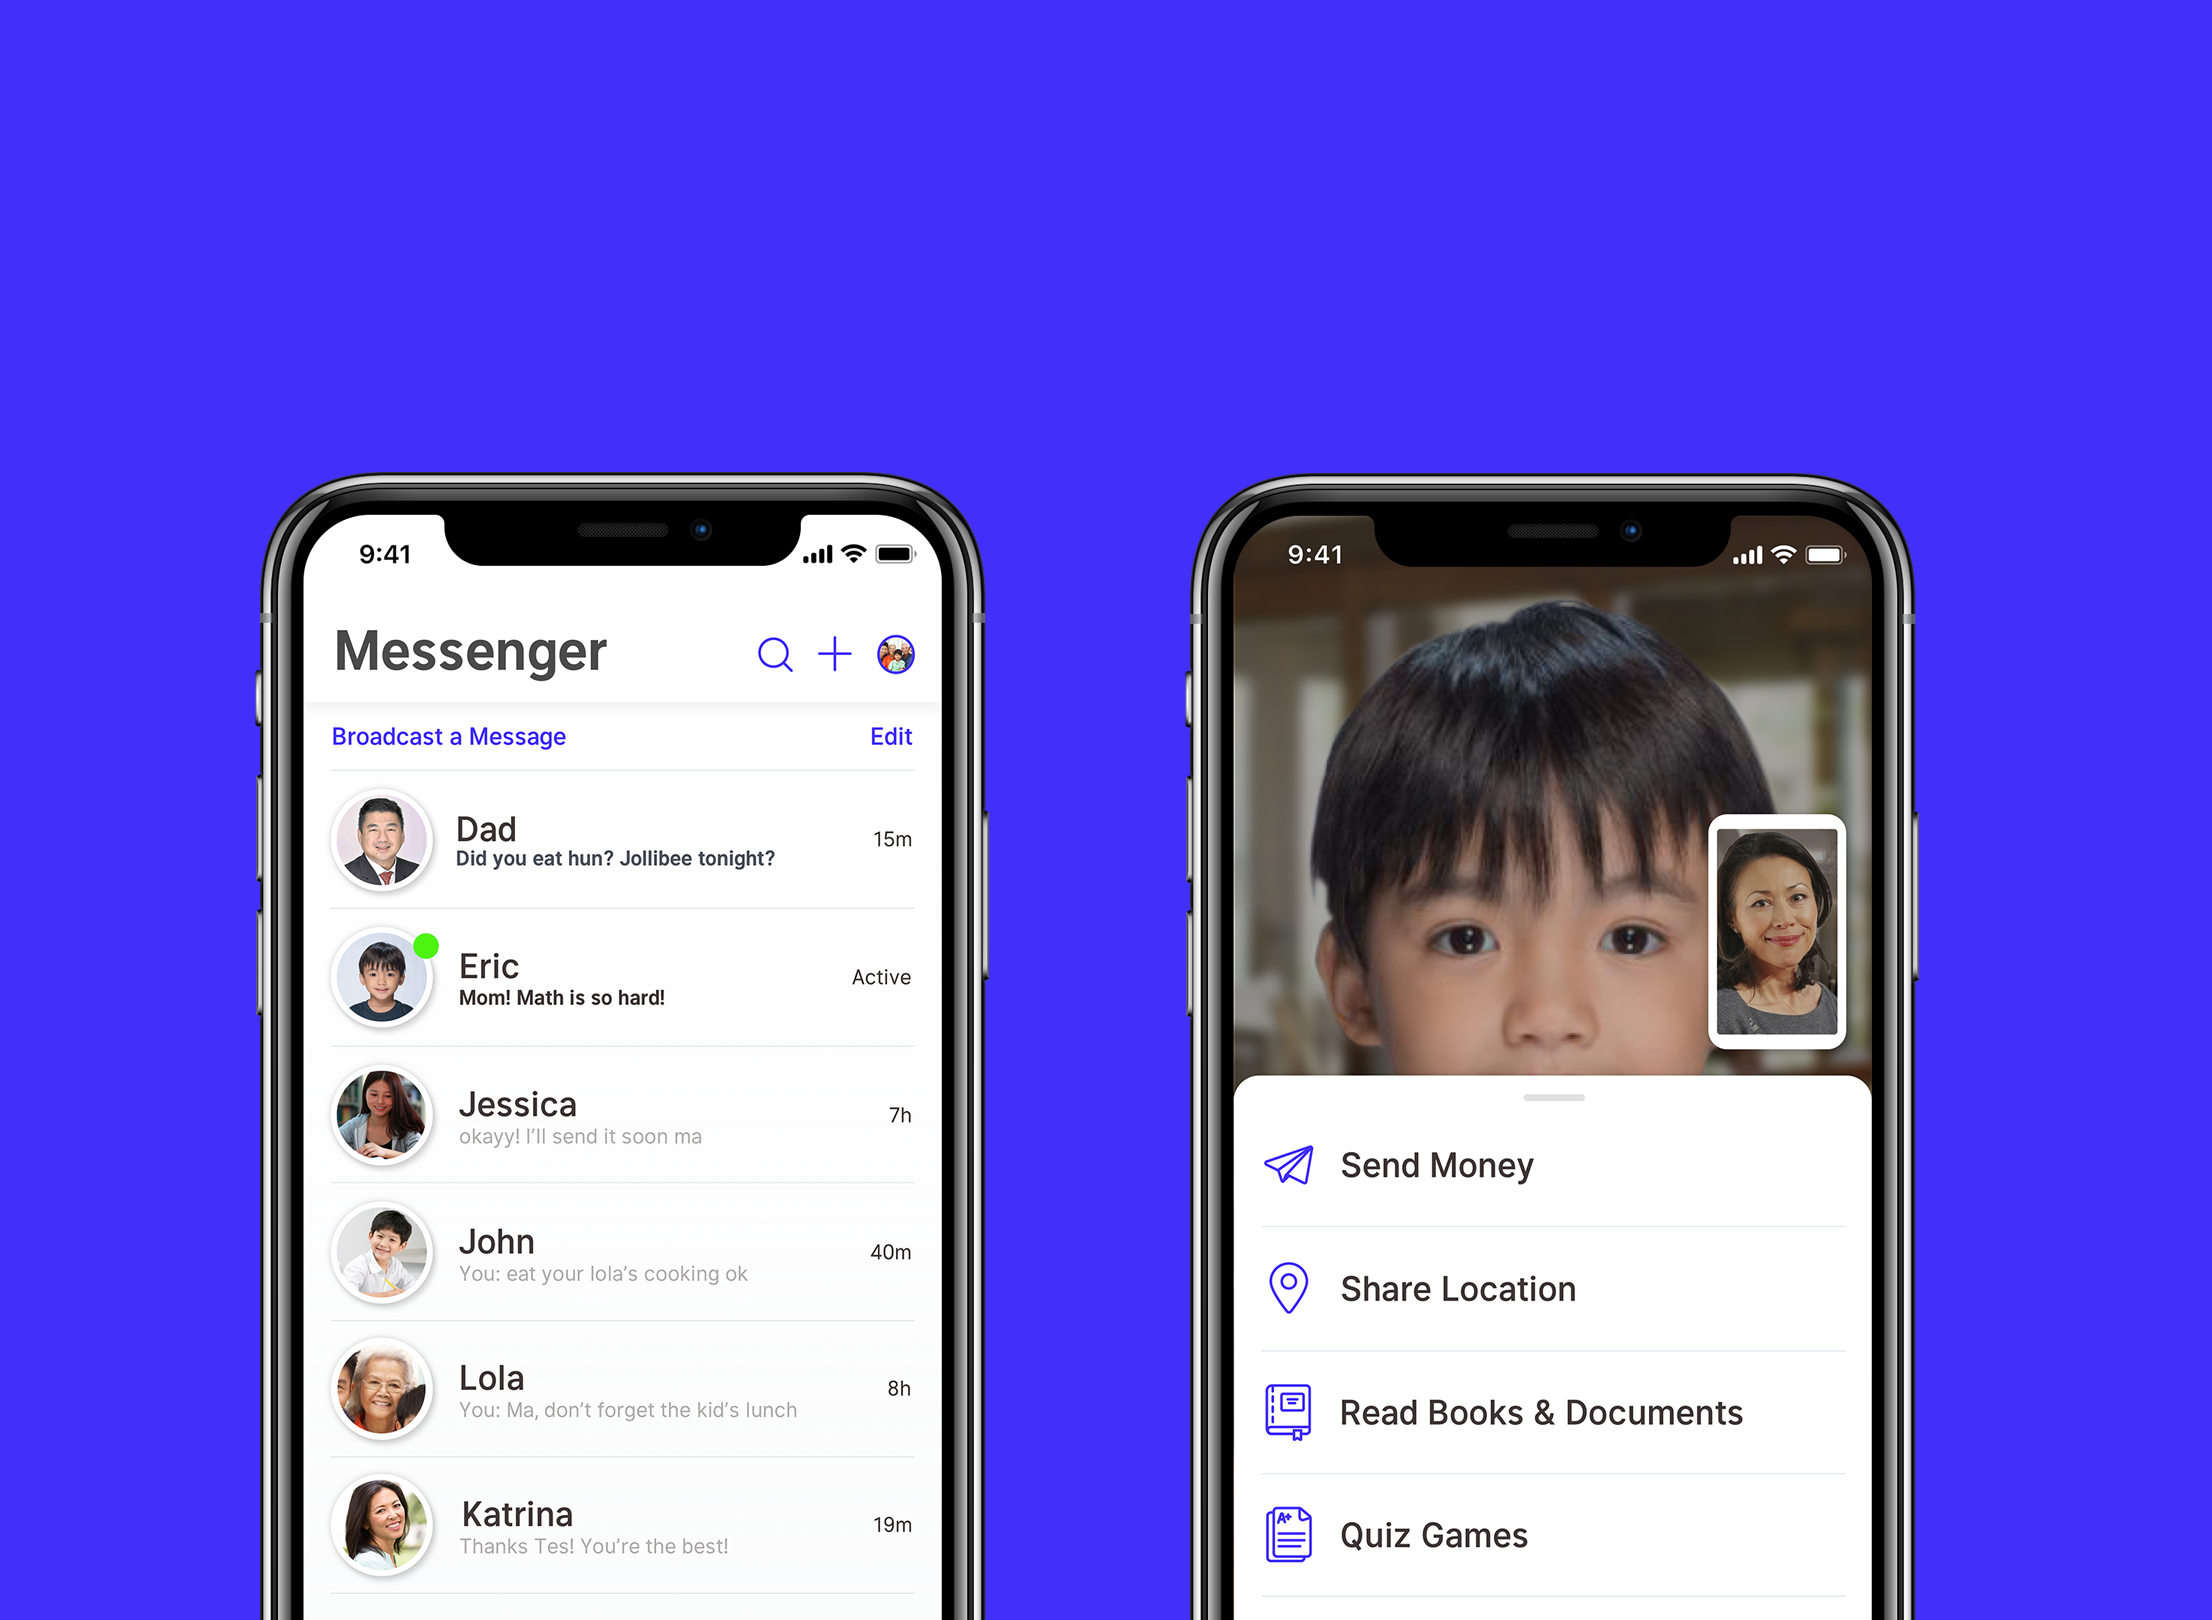 9:41
Messenger
Broadcast a Message
Edit
Dad
Did you eat hun? Jollibee tonight?
15m
Eric
Mom! Math is so hard!
Active
Jessica
okayy! I'll send it soon ma
7h
John
You: eat your lola's cooking ok
40m
Lola
You: Ma, don't forget the kid's lunch
8h
Katrina
Thanks Tes! You're the best!
19m
9:41
Send Money
Share Location
Read Books & Documents
A+
Quiz Games